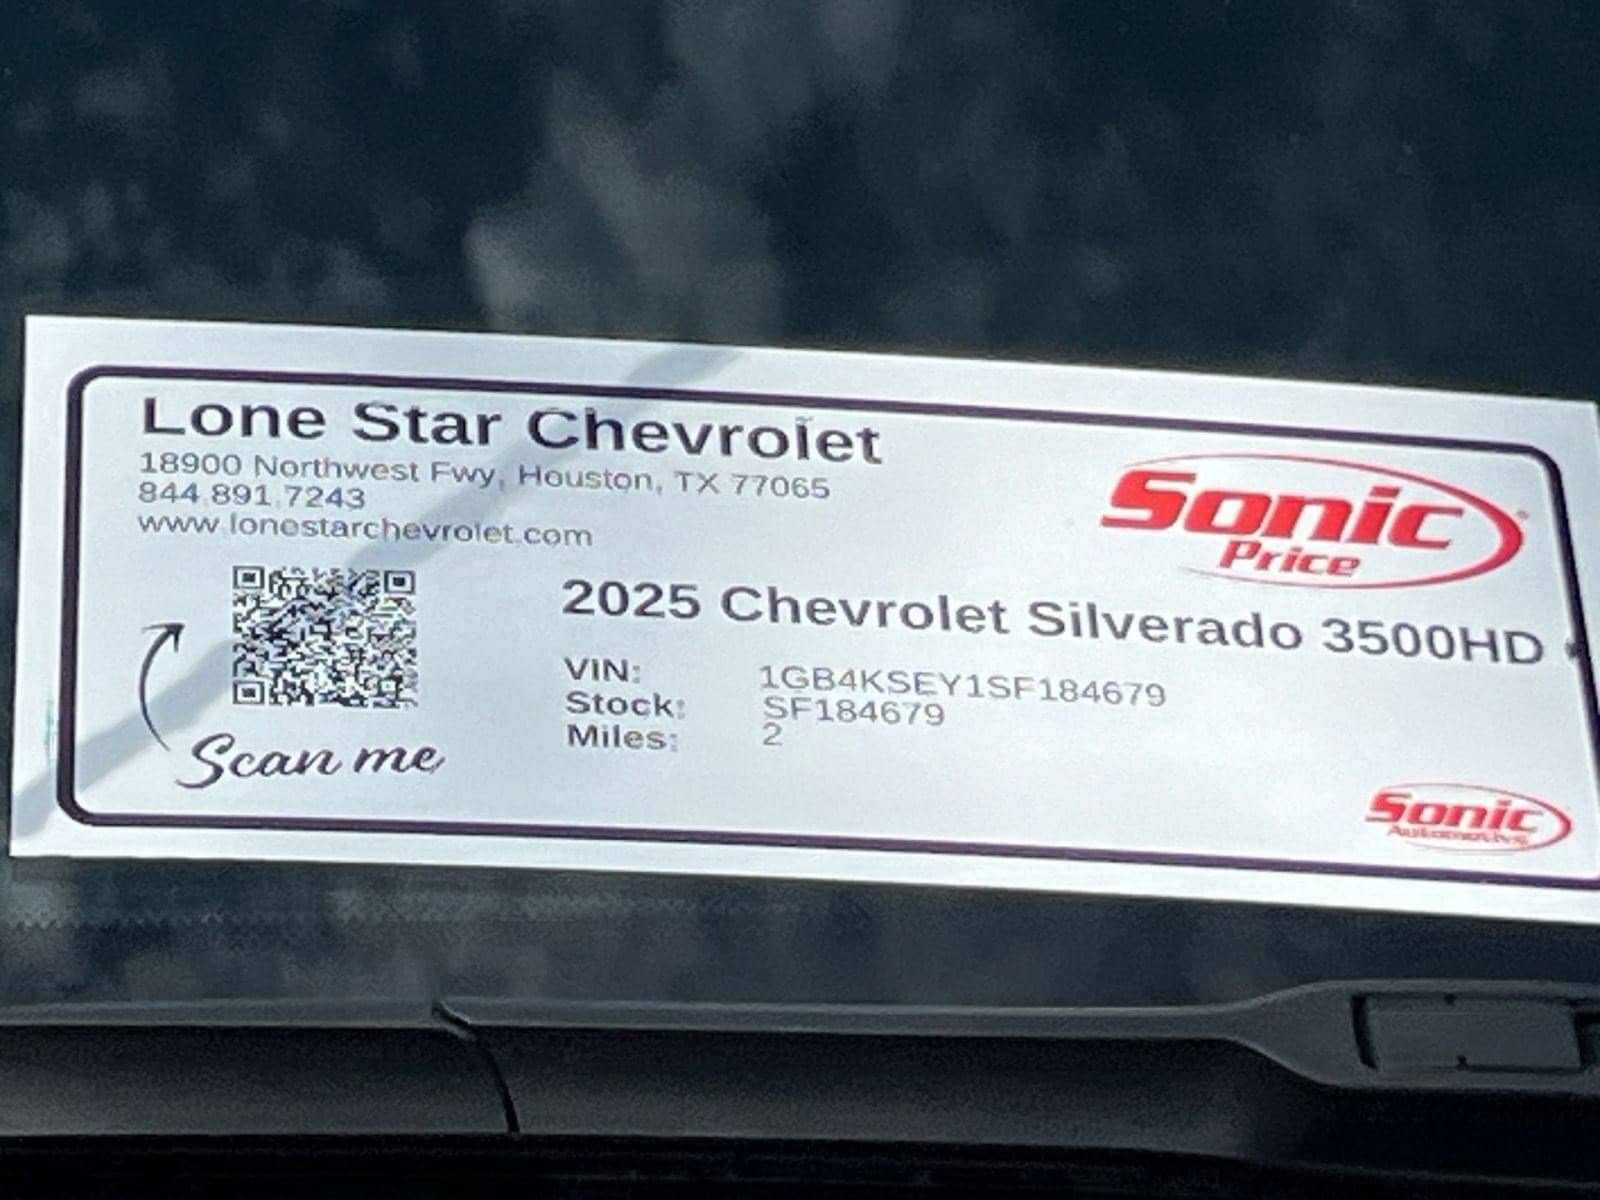 Lone Star Chevrolet
18900 Northwest Fwy, Houston, TX 77065
844.891.7243
www.lonestarchevrolet.com
Sonic
Price
2025 Chevrolet Silverado 3500HD
VIN: 1GB4KSEY1SF184679
Stock: SF184679
Miles: 2
Scan me
Sonic
Automotive